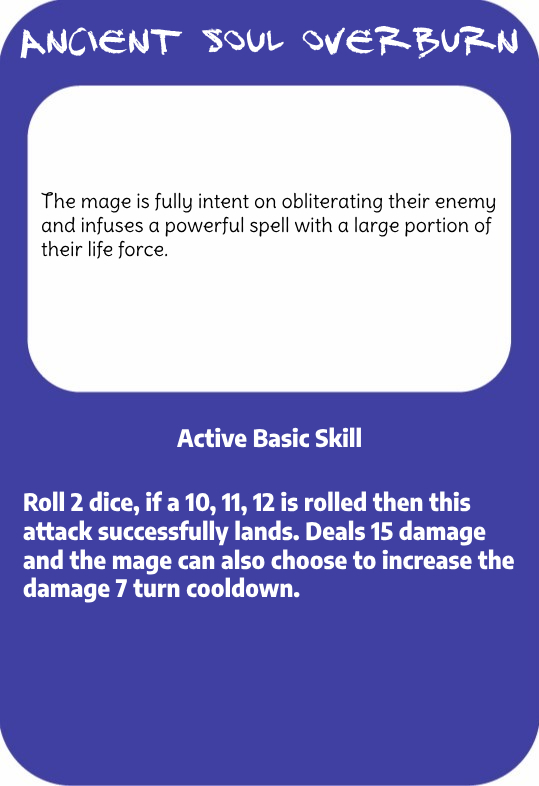 ANCIENT SOUL OVERBURN
The mage is fully intent on obliterating their enemy
and infuses a powerful spell with a large portion of
their life force.
Active Basic Skill
Roll 2 dice, if a 10, 11, 12 is rolled then this
attack successfully lands. Deals 15 damage
and the mage can also choose to increase the
damage 7 turn cooldown.